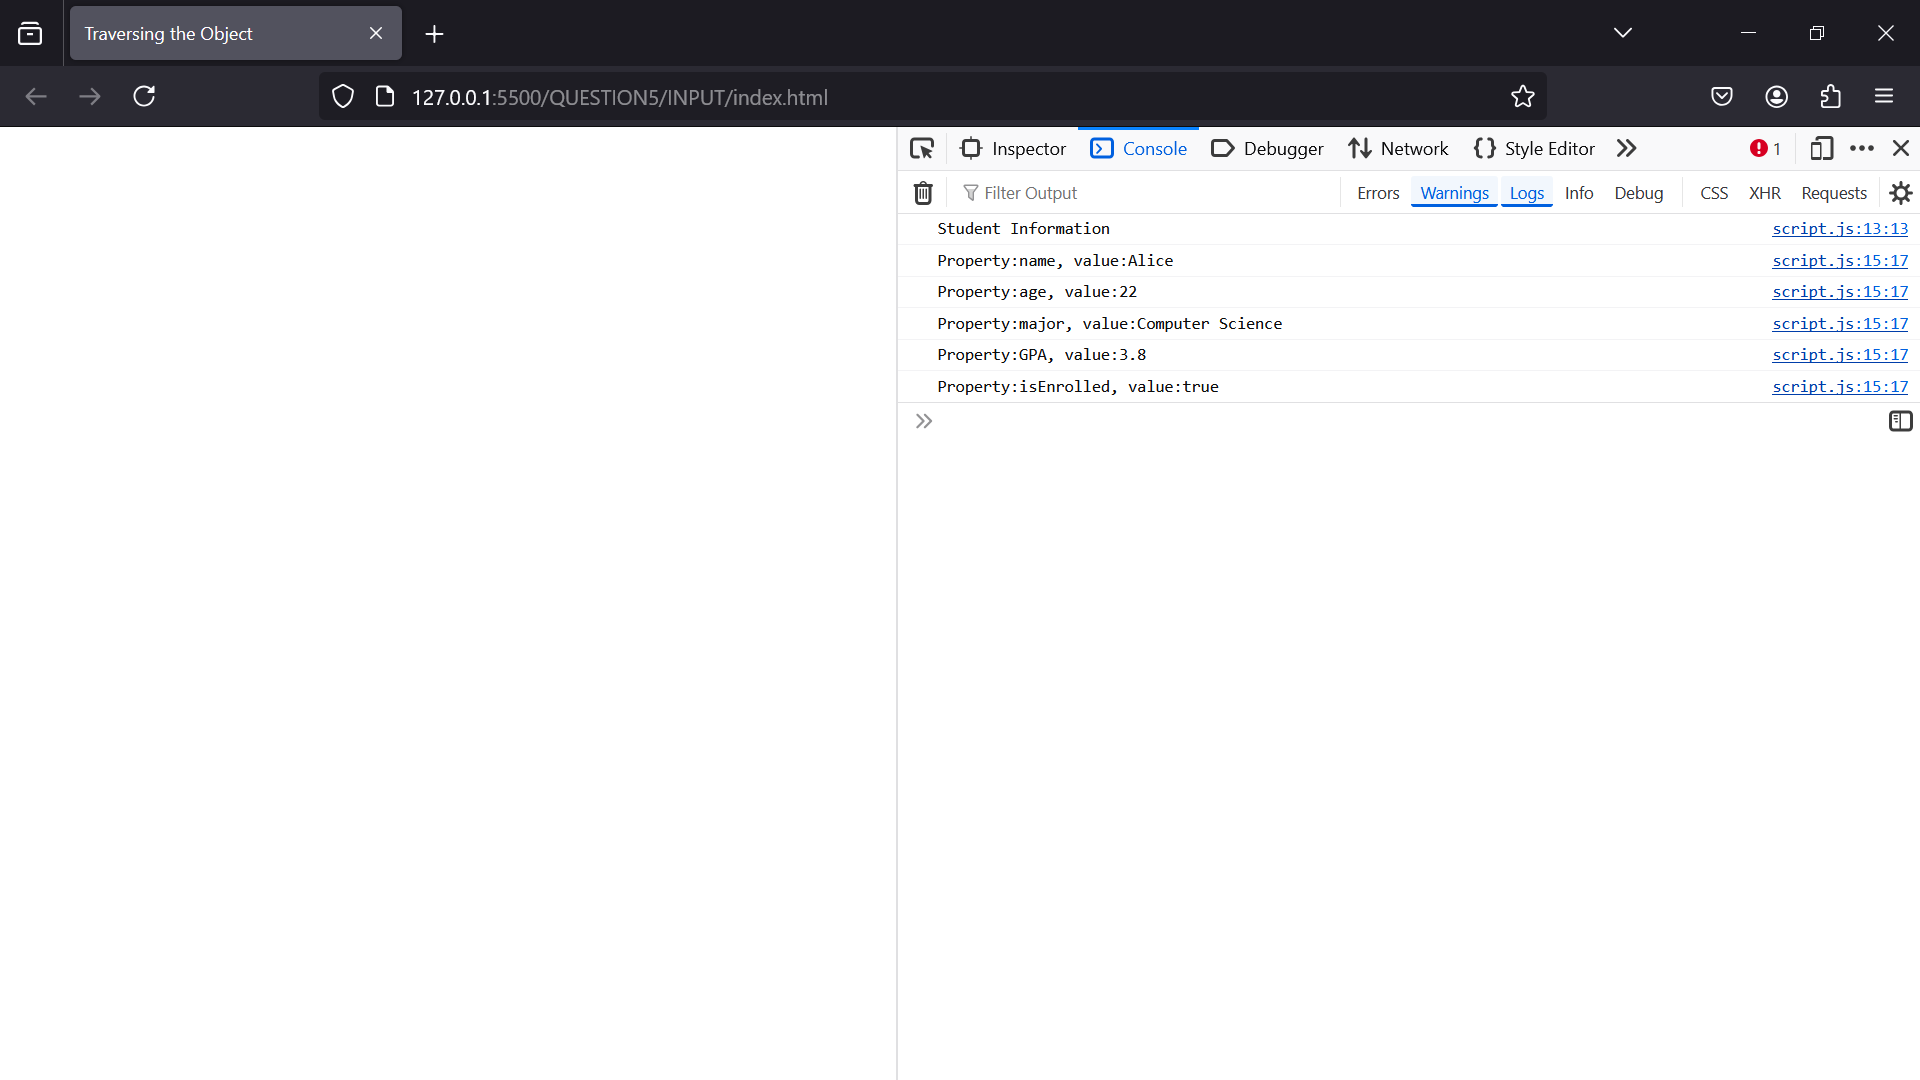 Traversing the Object
127.0.0.1:5500/QUESTION5/INPUT/index.html
Inspector Console Debugger Network Style Editor 1
Filter Output Errors Warnings Logs Info Debug CSS XHR Requests
Student Information script.js:13:13
Property:name, value:Alice script.js:15:17
Property:age, value:22 script.js:15:17
Property:major, value:Computer Science script.js:15:17
Property:GPA, value:3.8 script.js:15:17
Property:isEnrolled, value:true script.js:15:17